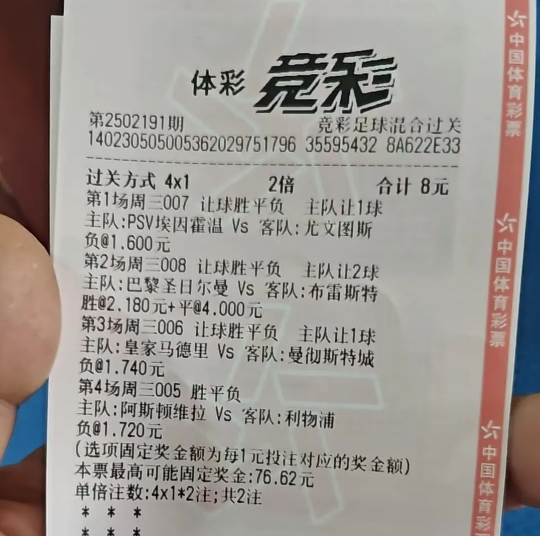 体彩 竞彩
第2502191期 竞彩足球混合过关
140230505005362029751796 35595432 8A622E33
过关方式 4x1 2倍 合计 8元
第1场周三007 让球胜平负 主队让1球
主队:PSV埃因霍温 Vs 客队:尤文图斯
负@1.600元
第2场周三008 让球胜平负 主队让2球
主队:巴黎圣日尔曼 Vs 客队:布雷斯特
胜@2.180元+平@4.000元
第3场周三006 让球胜平负 主队让1球
主队:皇家马德里 Vs 客队:曼彻斯特城
负@1.740元
第4场周三005 胜平负
主队:阿斯顿维拉 Vs 客队:利物浦
负@1.720元
(选项固定奖金额为每1元投注对应的奖金额)
本票最高可能固定奖金:76.62元
单倍注数:4x1*2注;共2注
* * *
* * *
中国体育彩票
中国体育彩票
中国体育彩票